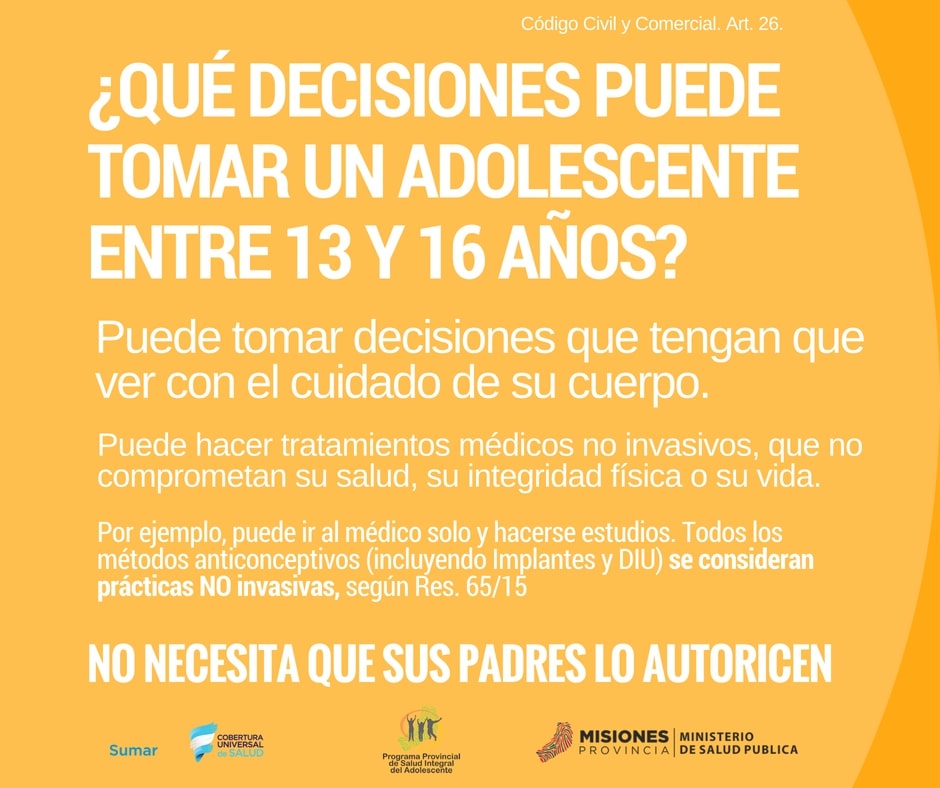 Código Civil y Comercial. Art. 26.
¿QUÉ DECISIONES PUEDE
TOMAR UN ADOLESCENTE
ENTRE 13 Y 16 AÑOS?
Puede tomar decisiones que tengan que
ver con el cuidado de su cuerpo.
Puede hacer tratamientos médicos no invasivos, que no
comprometan su salud, su integridad física o su vida.
Por ejemplo, puede ir al médico solo y hacerse estudios. Todos los
métodos anticonceptivos (incluyendo Implantes y DIU) se consideran
prácticas NO invasivas, según Res. 65/15
NO NECESITA QUE SUS PADRES LO AUTORICEN
Sumar
COBERTURA
UNIVERSAL
de SALUD
Programa Provincial
de Salud Integral
del Adolescente
MISIONES
PROVINCIA
MINISTERIO
DE SALUD PUBLICA